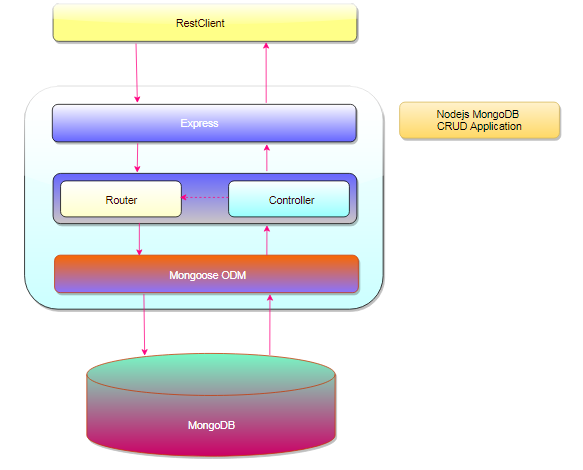 RestClient
Express
Nodejs MongoDB
CRUD Application
Router
Controller
Mongoose ODM
MongoDB